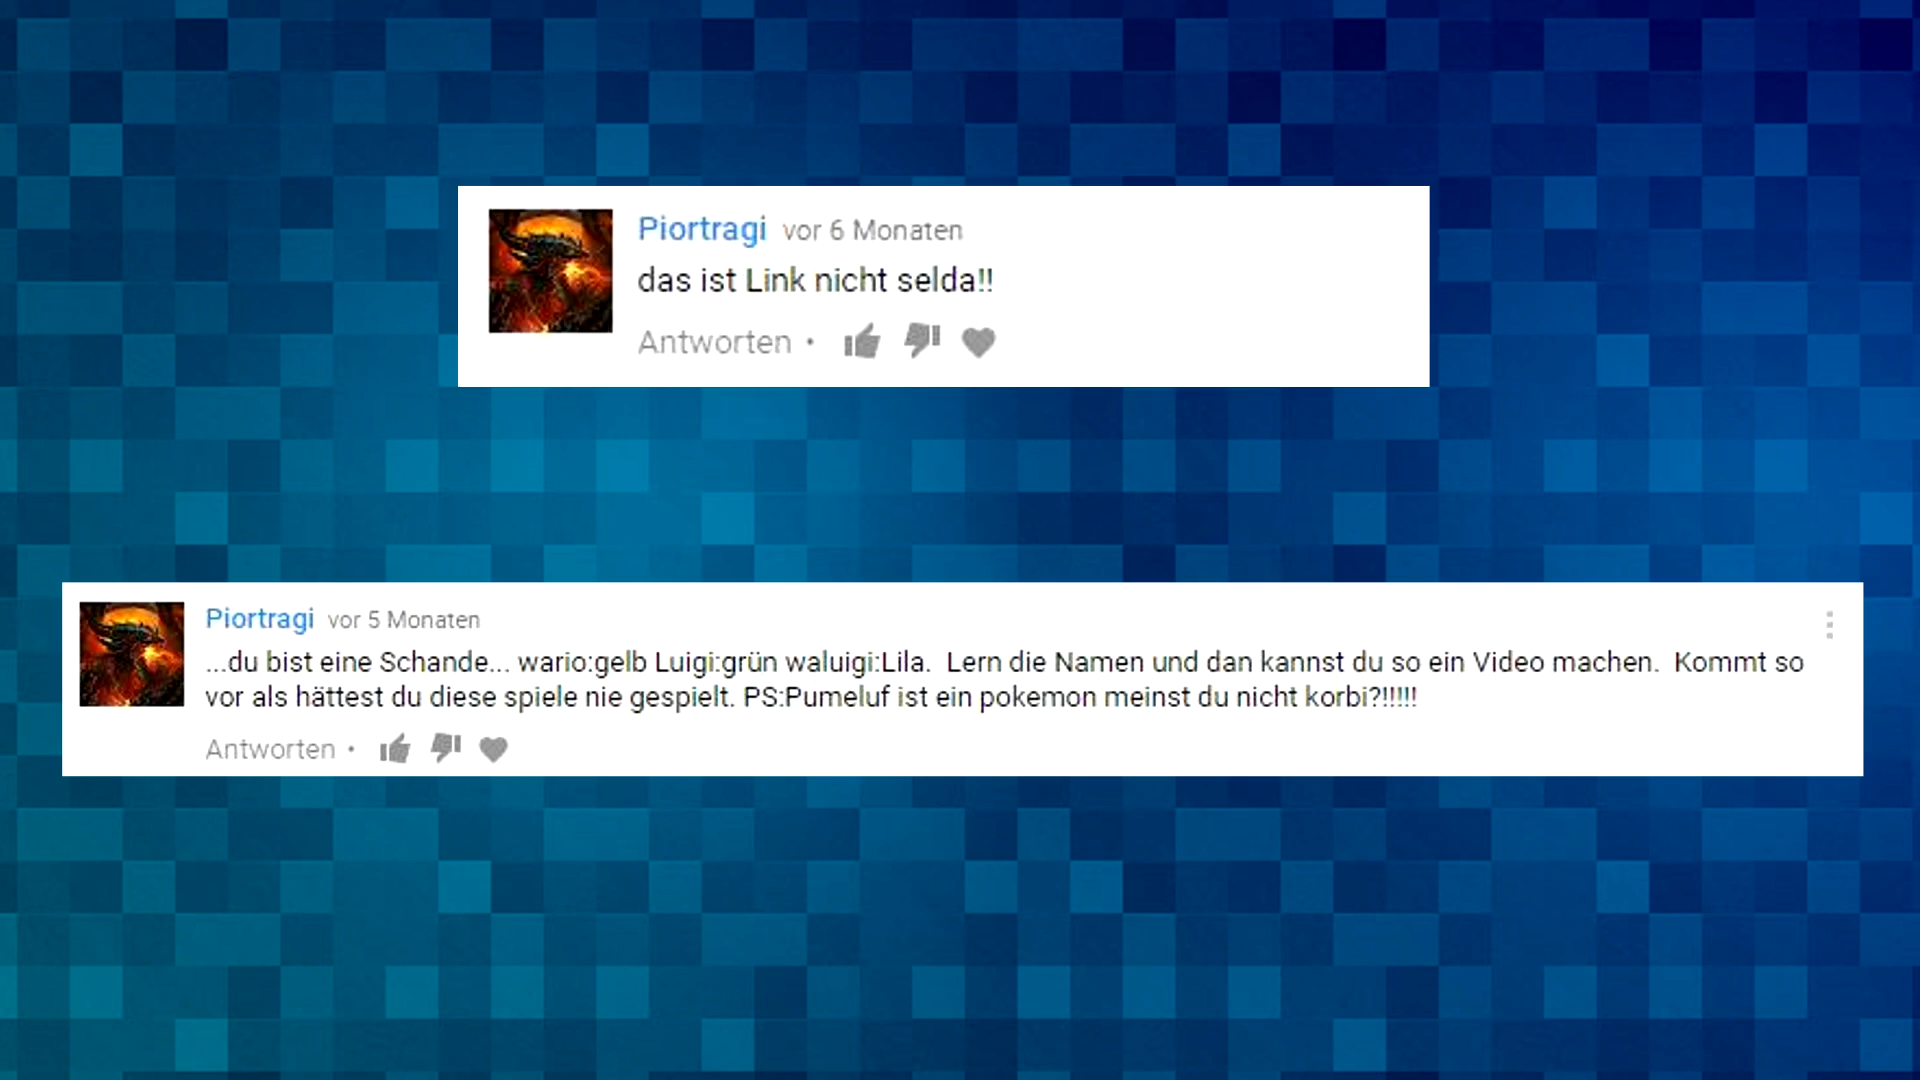 Piortragi vor 6 Monaten
das ist Link nicht selda!!
Antworten •
Piortragi vor 5 Monaten
...du bist eine Schande... wario:gelb Luigi:grün waluigi:Lila.  Lern die Namen und dan kannst du so ein Video machen.  Kommt so
vor als hättest du diese spiele nie gespielt. PS:Pumeluf ist ein pokemon meinst du nicht korbi?!!!!!
Antworten •